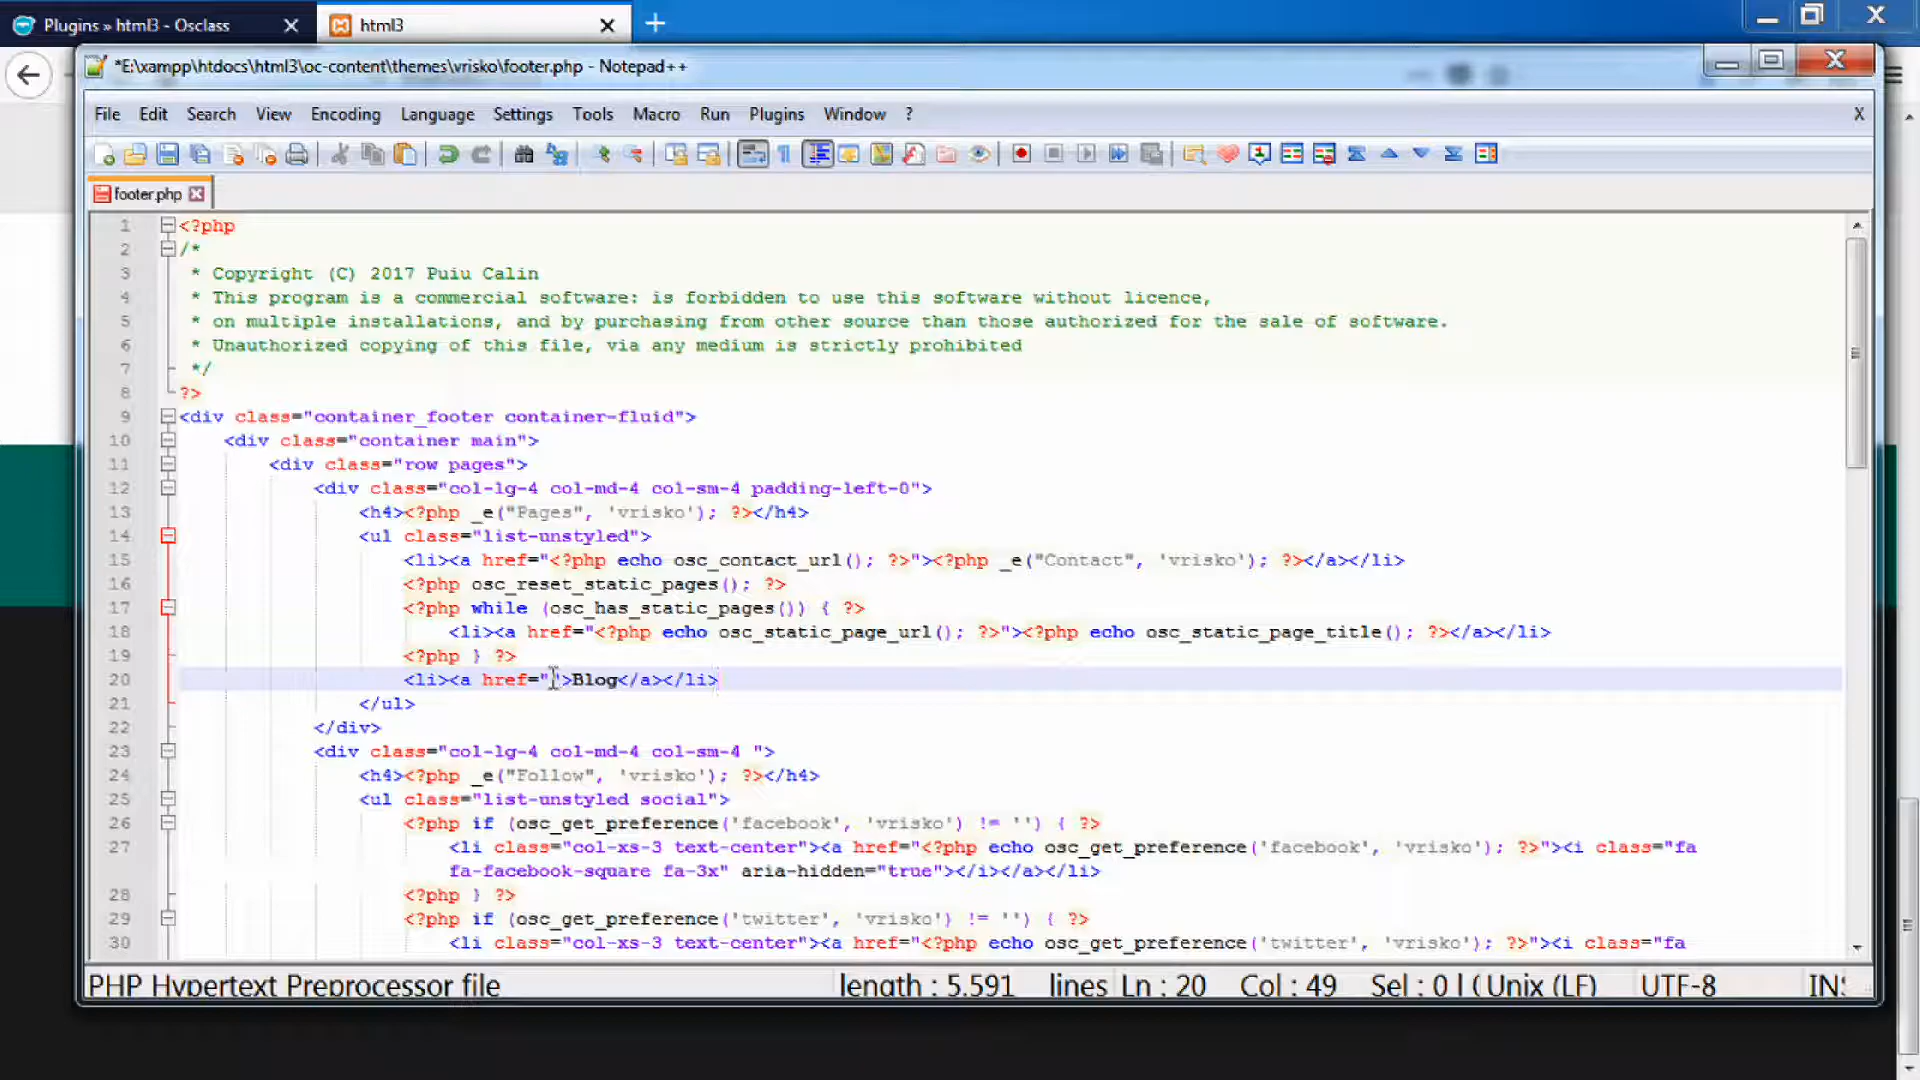 Plugins » html3 - Osclass
html3
*E:\xampp\htdocs\html3\oc-content\themes\vrisko\footer.php - Notepad++
File Edit Search View Encoding Language Settings Tools Macro Run Plugins Window ? X
footer.php
1 <?php
2 /*
3 * Copyright (C) 2017 Puiu Calin
4 * This program is a commercial software: is forbidden to use this software without licence,
5 * on multiple installations, and by purchasing from other source than those authorized for the sale of software.
6 * Unauthorized copying of this file, via any medium is strictly prohibited
7 */
8 ?>
9 <div class="container_footer container-fluid">
10 <div class="container main">
11 <div class="row pages">
12 <div class="col-lg-4 col-md-4 col-sm-4 padding-left-0">
13 <h4><?php _e("Pages", 'vrisko'); ?></h4>
14 <ul class="list-unstyled">
15 <li><a href="<?php echo osc_contact_url(); ?>"><?php _e("Contact", 'vrisko'); ?></a></li>
16 <?php osc_reset_static_pages(); ?>
17 <?php while (osc_has_static_pages()) { ?>
18 <li><a href="<?php echo osc_static_page_url(); ?>"><?php echo osc_static_page_title(); ?></a></li>
19 <?php } ?>
20 <li><a href="">Blog</a></li>
21 </ul>
22 </div>
23 <div class="col-lg-4 col-md-4 col-sm-4 ">
24 <h4><?php _e("Follow", 'vrisko'); ?></h4>
25 <ul class="list-unstyled social">
26 <?php if (osc_get_preference('facebook', 'vrisko') != '') { ?>
27 <li class="col-xs-3 text-center"><a href="<?php echo osc_get_preference('facebook', 'vrisko'); ?>"><i class="fa
fa-facebook-square fa-3x" aria-hidden="true"></i></a></li>
28 <?php } ?>
29 <?php if (osc_get_preference('twitter', 'vrisko') != '') { ?>
30 <li class="col-xs-3 text-center"><a href="<?php echo osc_get_preference('twitter', 'vrisko'); ?>"><i class="fa
PHP Hypertext Preprocessor file length : 5.591 lines Ln : 20 Col : 49 Sel : 0 | ( Unix (LF) UTF-8 INS